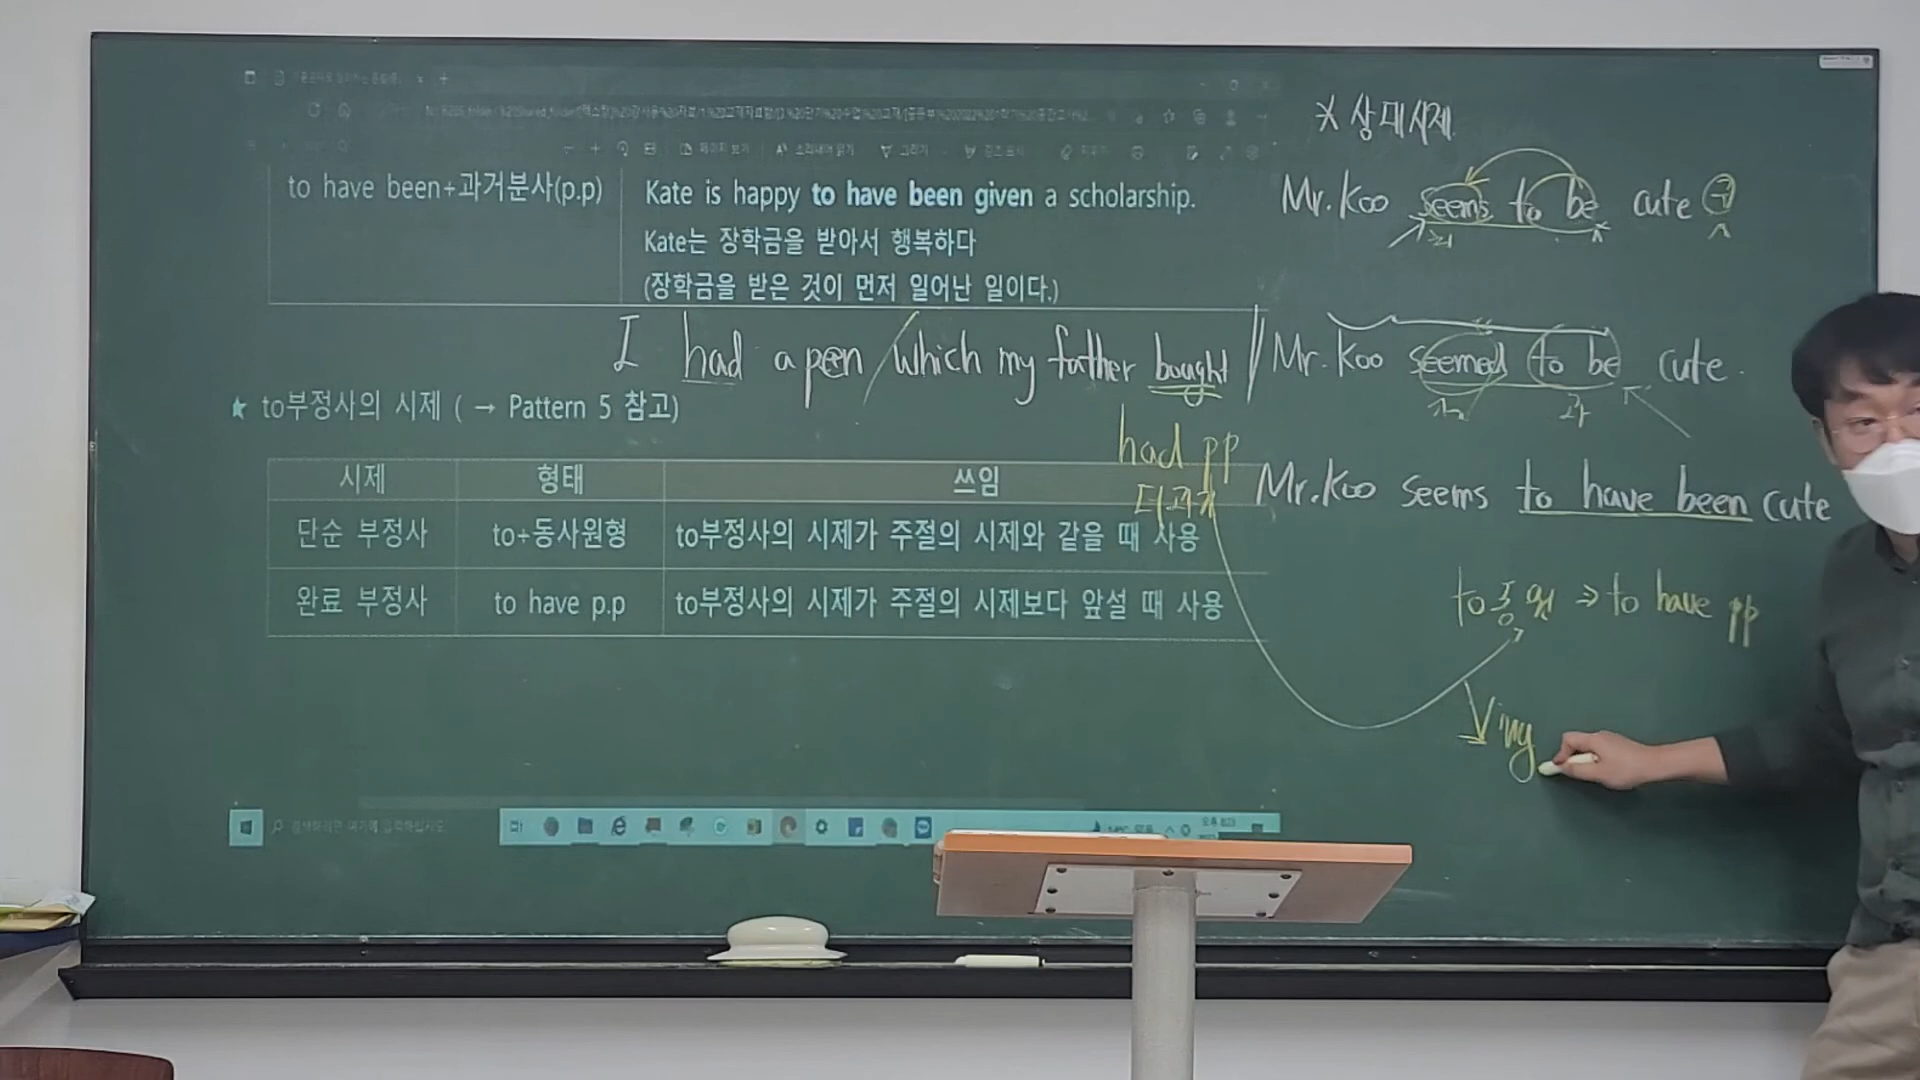 to have been+과거분사(p.p)
Kate is happy to have been given a scholarship.
Kate는 장학금을 받아서 행복하다
(장학금을 받은 것이 먼저 일어난 일이다.)
I had a pen / which my father bought
had pp
★ to부정사의 시제 ( → Pattern 5 참고)
시제 형태 쓰임
단순 부정사 to+동사원형 to부정사의 시제가 주절의 시제와 같을 때 사용
완료 부정사 to have p.p to부정사의 시제가 주절의 시제보다 앞설 때 사용
* 상대시제
Mr.Koo seems to be cute
Mr.Koo seemed to be cute.
Mr.Koo seems to have been cute
to동원 ⇒ to have pp
Ving